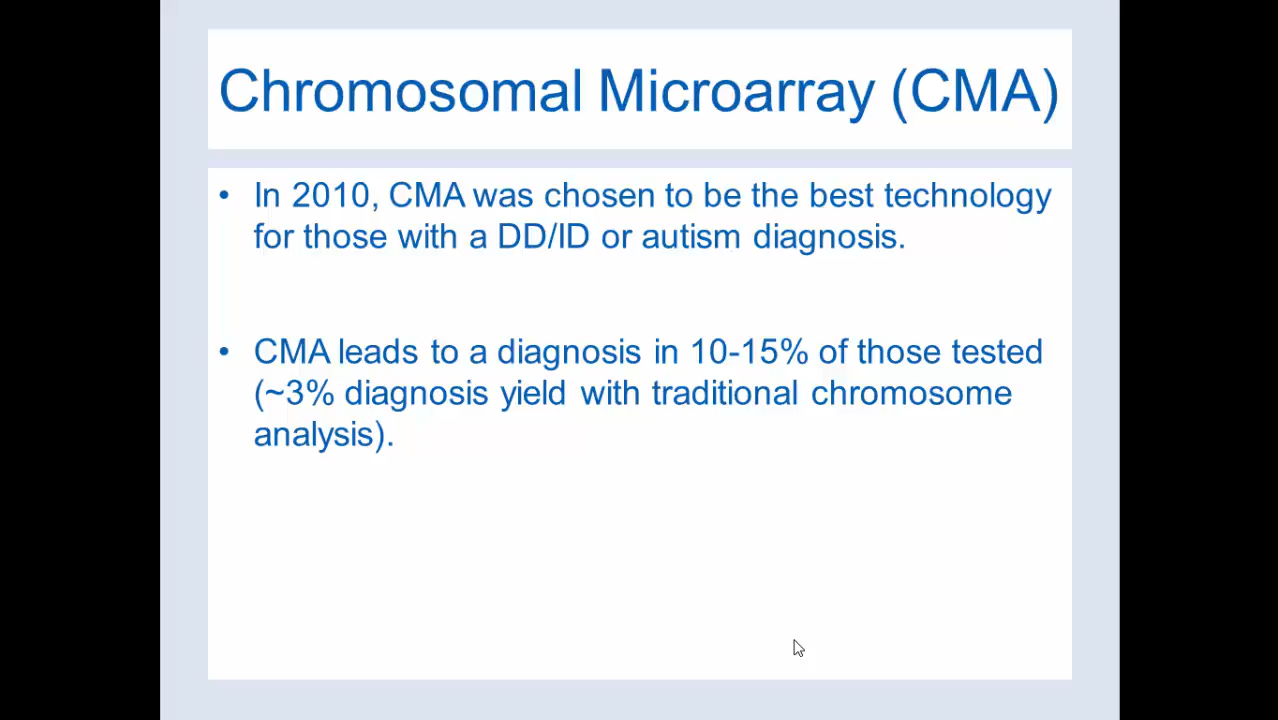 Chromosomal Microarray (CMA)
• In 2010, CMA was chosen to be the best technology
for those with a DD/ID or autism diagnosis.
• CMA leads to a diagnosis in 10-15% of those tested
(~3% diagnosis yield with traditional chromosome
analysis).